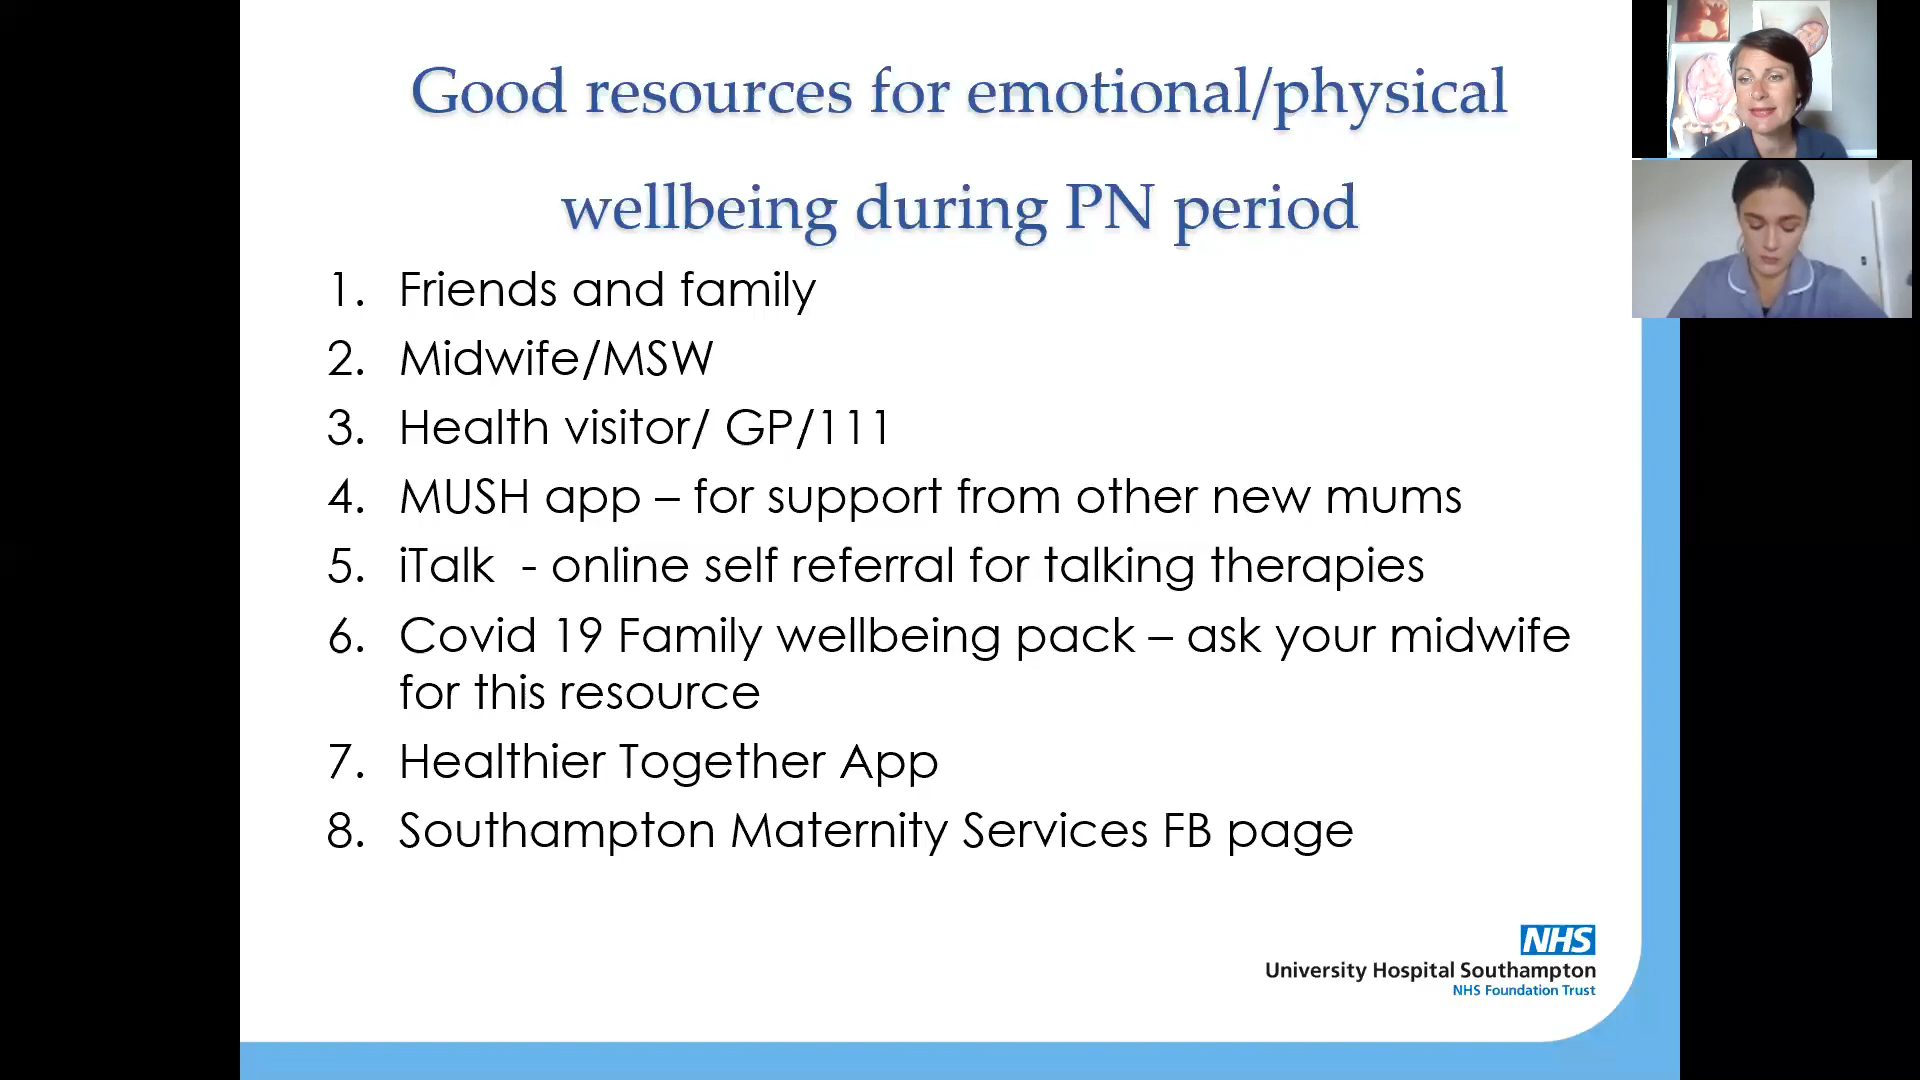 Good resources for emotional/physical
wellbeing during PN period
1. Friends and family
2. Midwife/MSW
3. Health visitor/ GP/111
4. MUSH app – for support from other new mums
5. iTalk - online self referral for talking therapies
6. Covid 19 Family wellbeing pack – ask your midwife
for this resource
7. Healthier Together App
8. Southampton Maternity Services FB page
NHS
University Hospital Southampton
NHS Foundation Trust